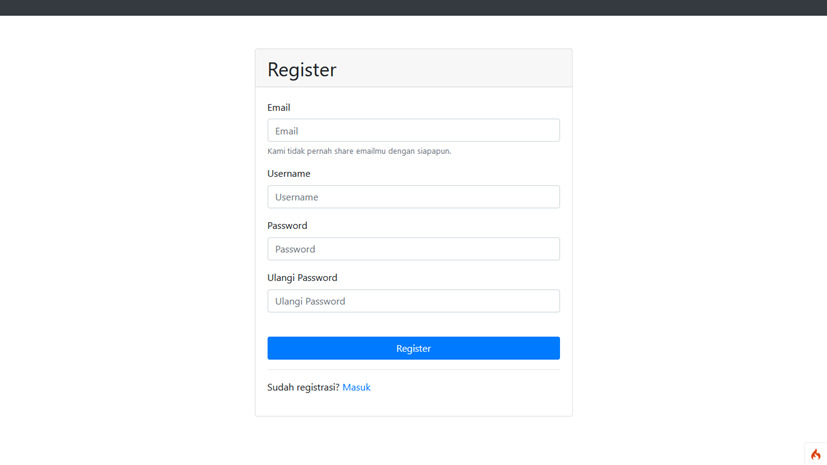 Register
Email
Email
Kami tidak pernah share emailmu dengan siapapun.
Username
Username
Password
Password
Ulangi Password
Ulangi Password
Register
Sudah registrasi? Masuk